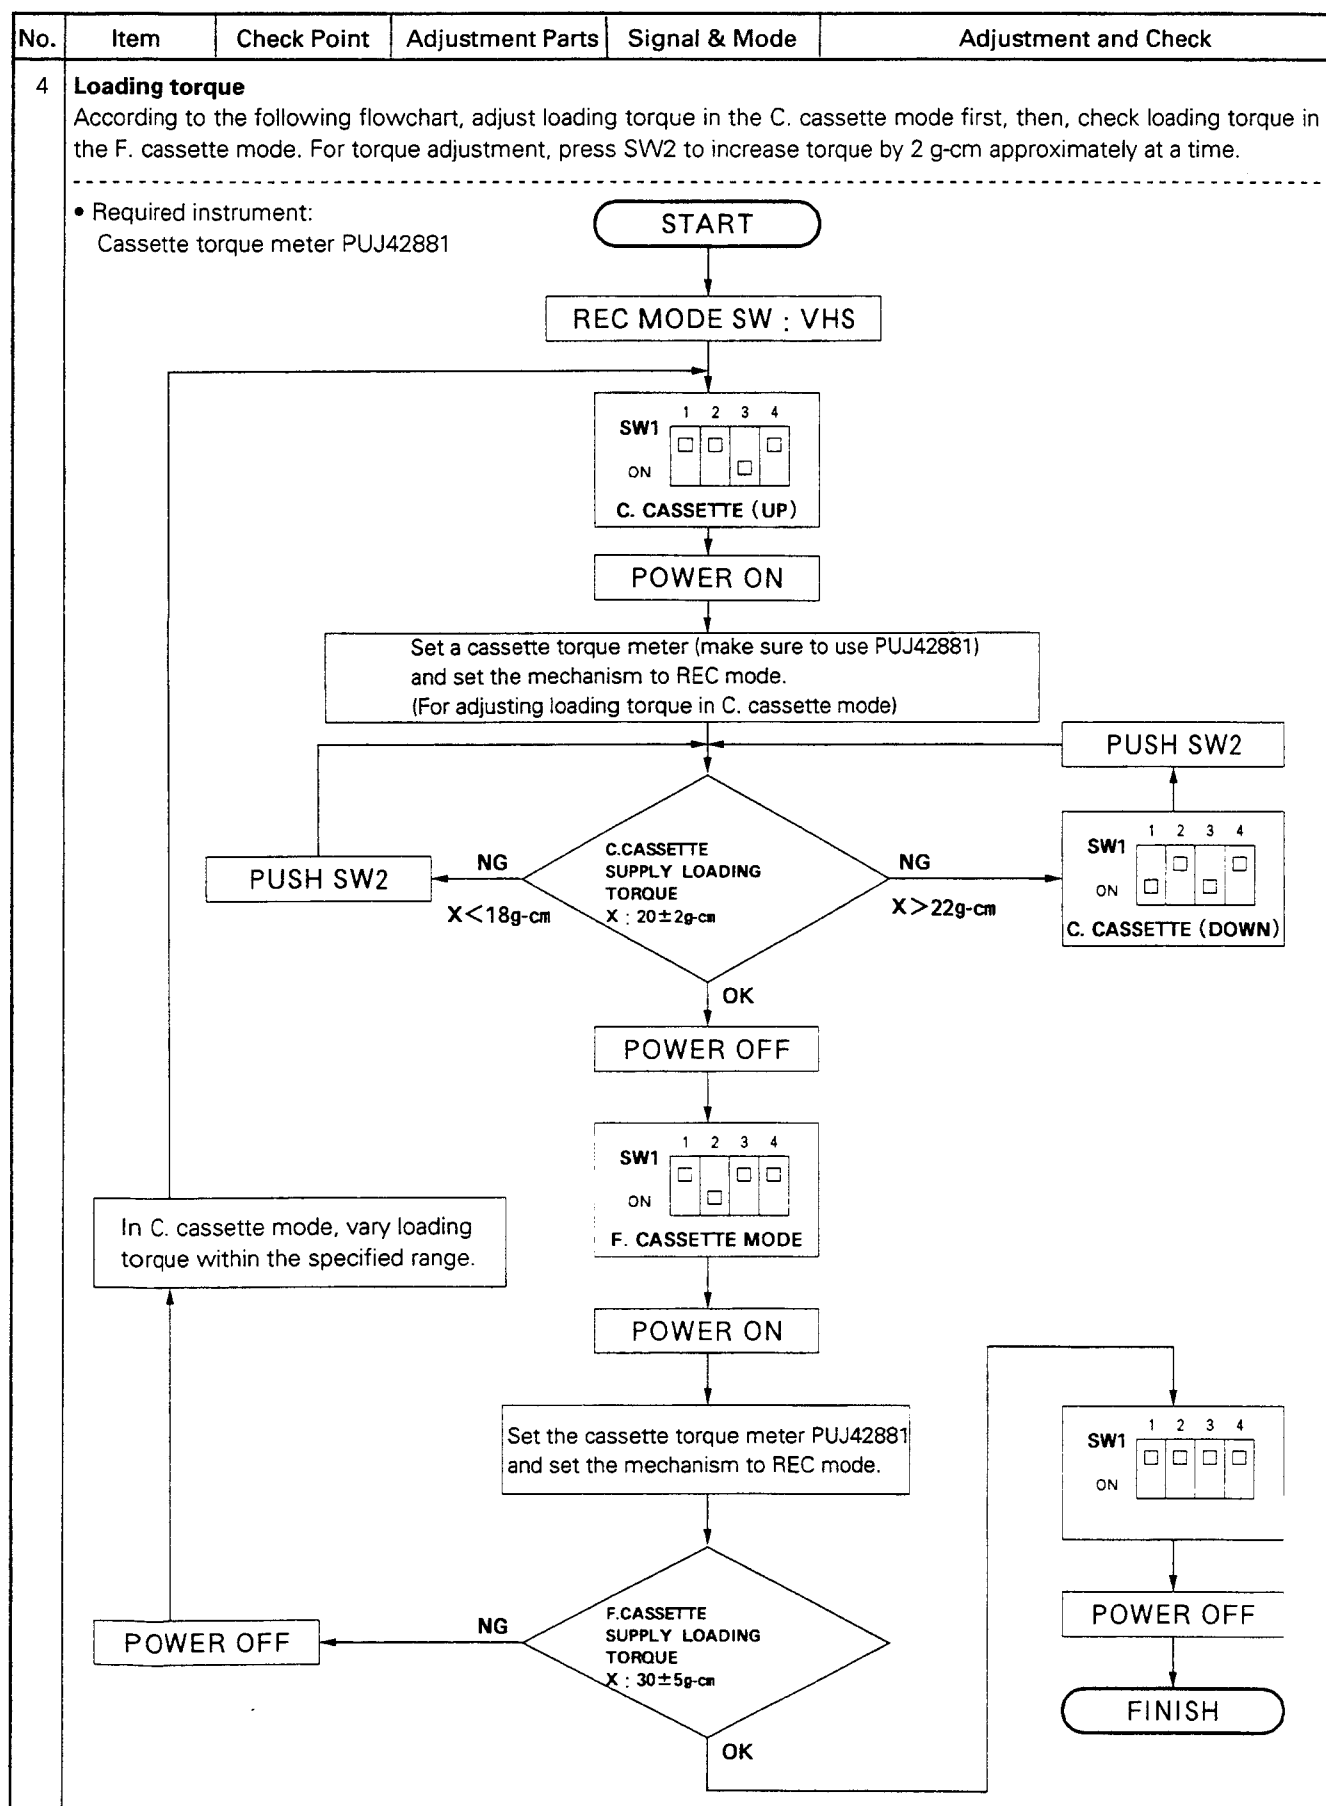 No. Item Check Point Adjustment Parts Signal & Mode Adjustment and Check
4 Loading torque
According to the following flowchart, adjust loading torque in the C. cassette mode first, then, check loading torque in
the F. cassette mode. For torque adjustment, press SW2 to increase torque by 2 g-cm approximately at a time.
• Required instrument:
Cassette torque meter PUJ42881
START
REC MODE SW : VHS
1 2 3 4
SW1
ON
C. CASSETTE (UP)
POWER ON
Set a cassette torque meter (make sure to use PUJ42881)
and set the mechanism to REC mode.
(For adjusting loading torque in C. cassette mode)
PUSH SW2
1 2 3 4
SW1
ON
C. CASSETTE (DOWN)
PUSH SW2
NG
X<18g-cm
C.CASSETTE
SUPPLY LOADING
TORQUE
X : 20±2g-cm
NG
X>22g-cm
OK
POWER OFF
1 2 3 4
SW1
ON
F. CASSETTE MODE
In C. cassette mode, vary loading
torque within the specified range.
POWER ON
Set the cassette torque meter PUJ42881
and set the mechanism to REC mode.
1 2 3 4
SW1
ON
POWER OFF
NG
F.CASSETTE
SUPPLY LOADING
TORQUE
X : 30±5g-cm
OK
POWER OFF
FINISH